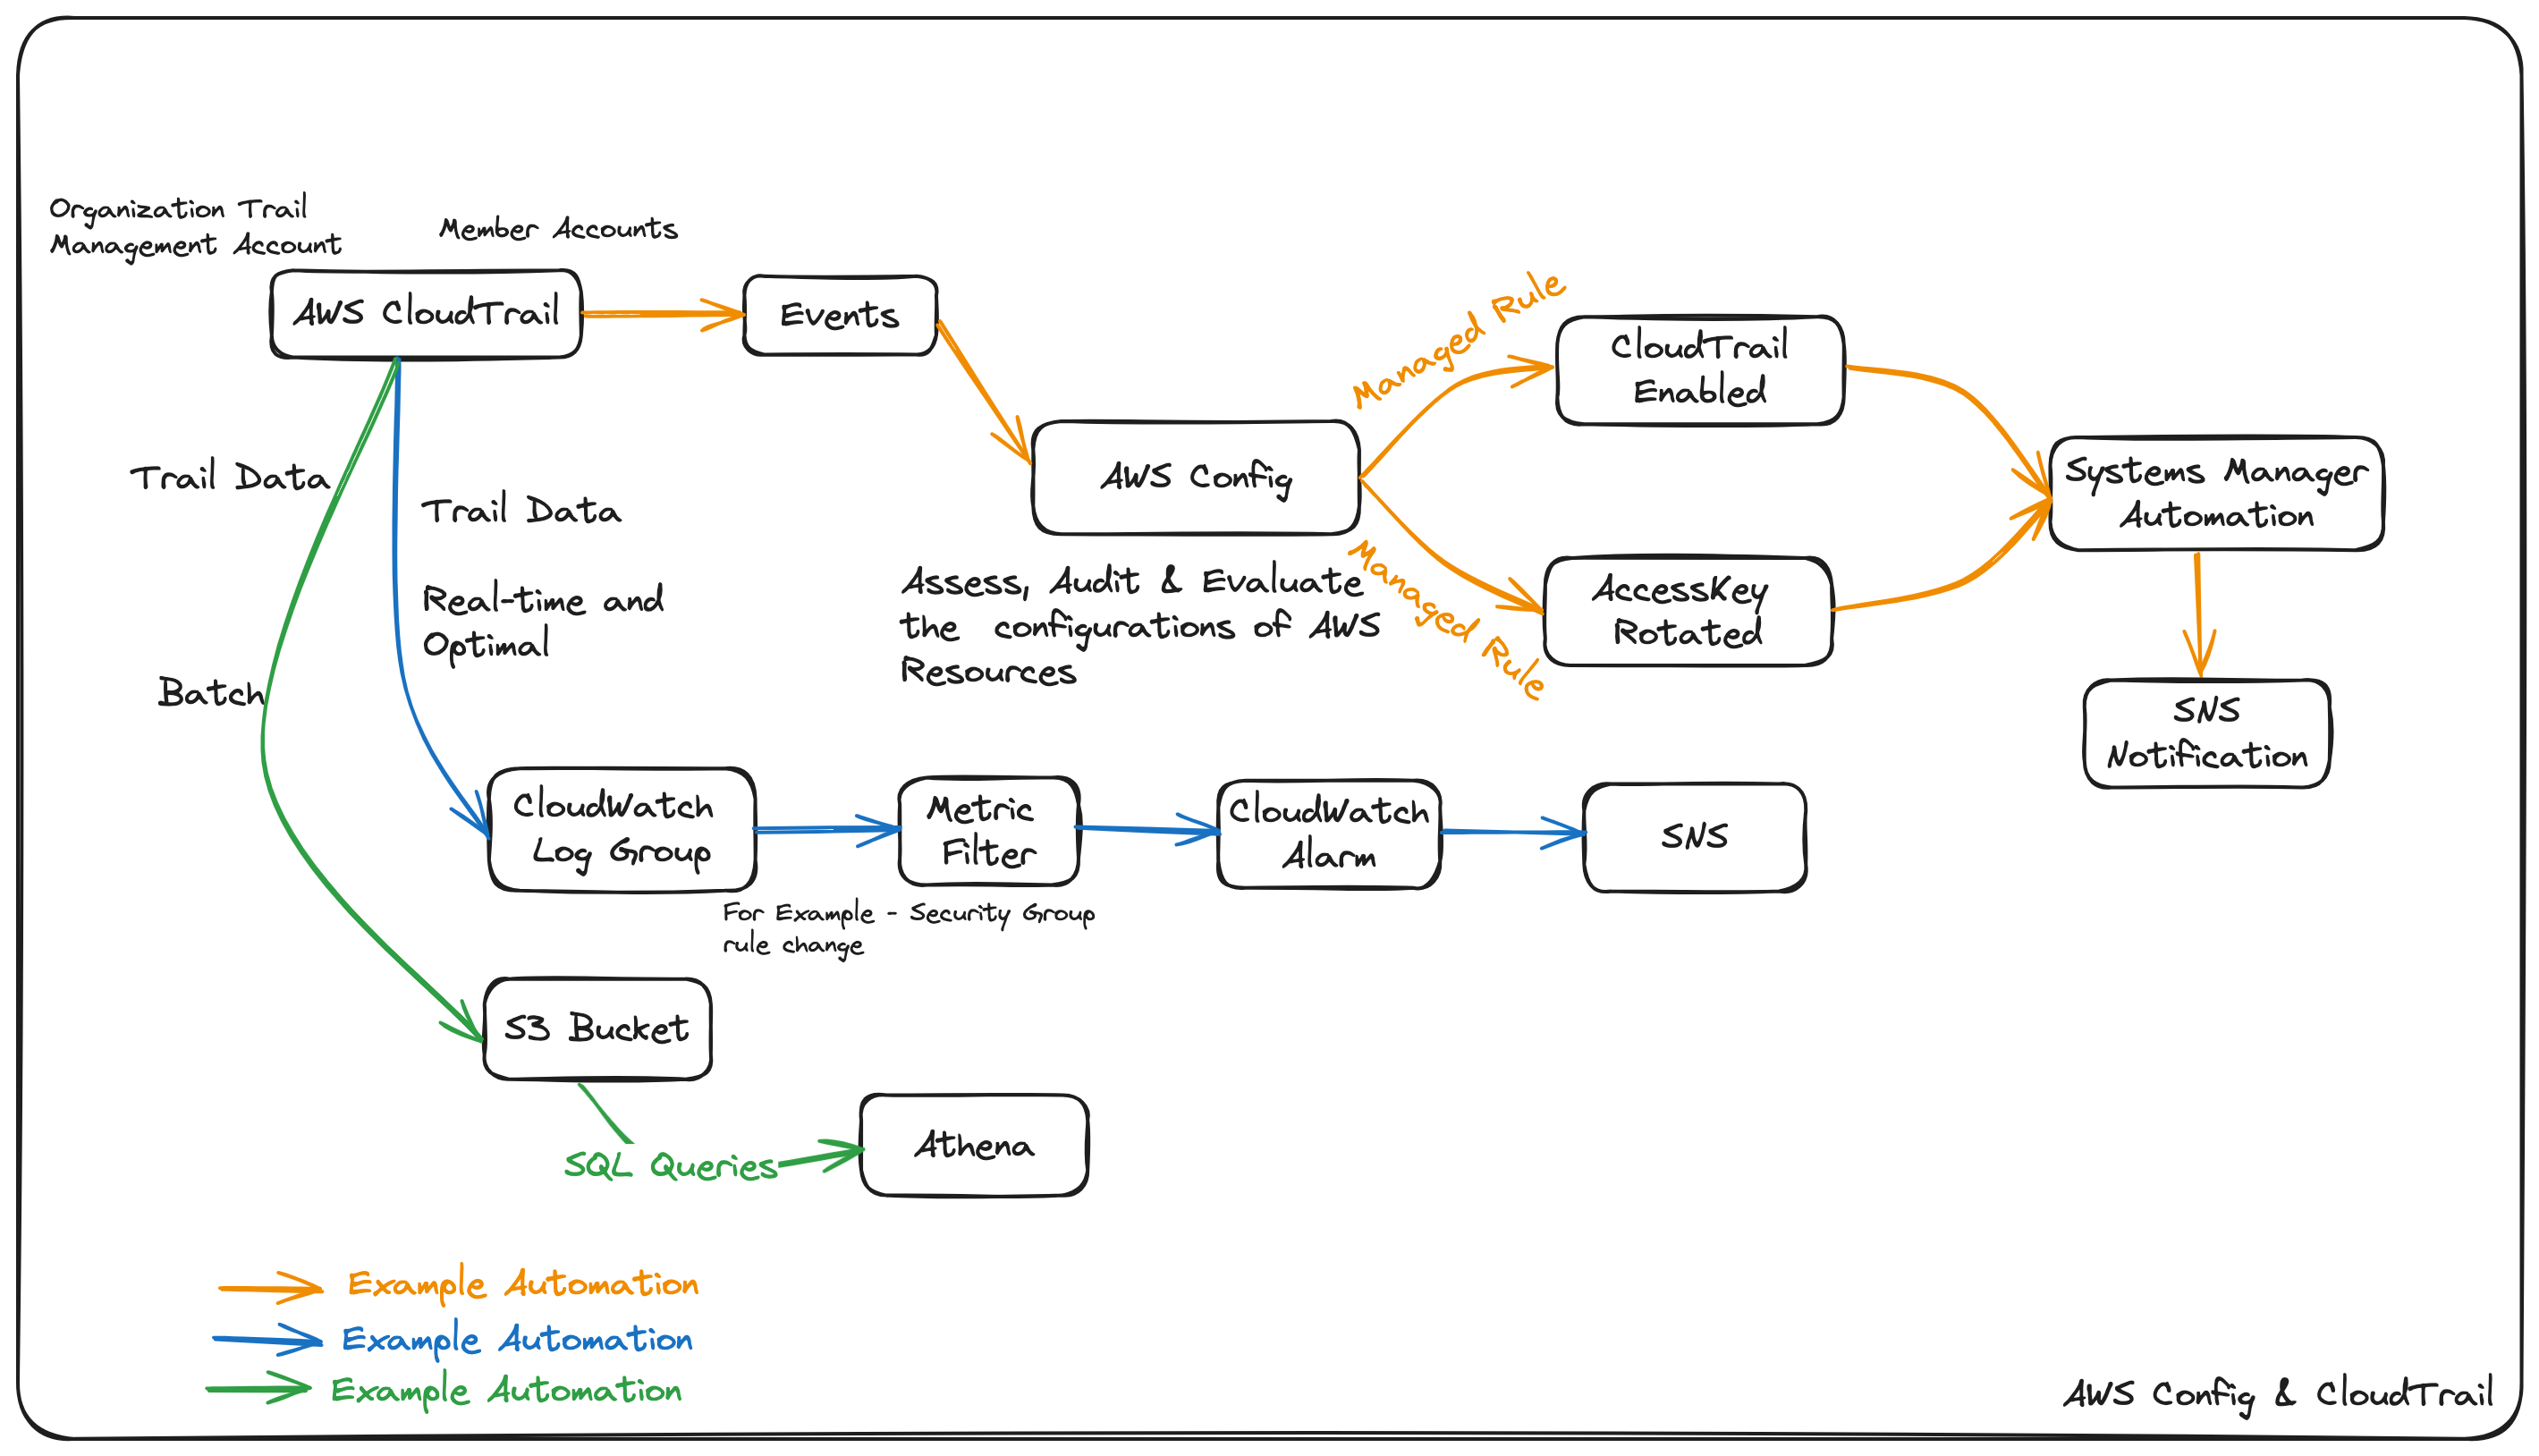 Organization Trail
Management Account
Member Accounts
AWS CloudTrail
Events
Managed Rule
CloudTrail
Enabled
AWS Config
Systems Manager
Automation
Trail Data
Trail Data
Real-time and
Optimal
Batch
Assess, Audit & Evaluate
the configurations of AWS
Resources
Managed Rule
AccessKey
Rotated
SNS
Notification
CloudWatch
Log Group
Metric
Filter
CloudWatch
Alarm
SNS
For Example - Security Group
rule change
S3 Bucket
SQL Queries
Athena
Example Automation
Example Automation
Example Automation
AWS Config & CloudTrail